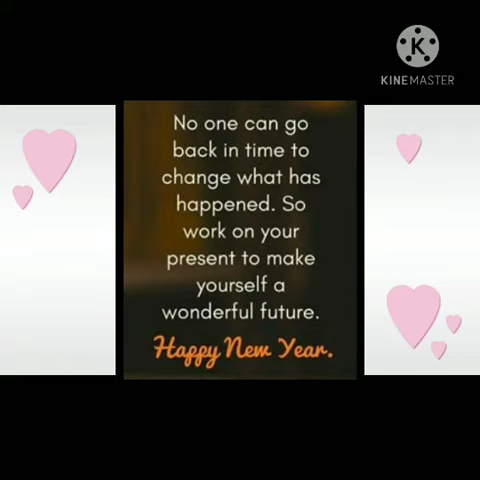 KINEMASTER
No one can go
back in time to
change what has
happened. So
work on your
present to make
yourself a
wonderful future.
Happy New Year.